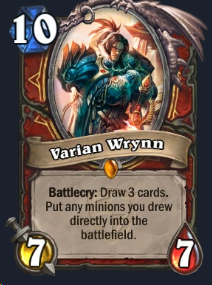 10
Varian Wrynn
Battlecry: Draw 3 cards.
Put any minions you drew
directly into the
battlefield.
7
7